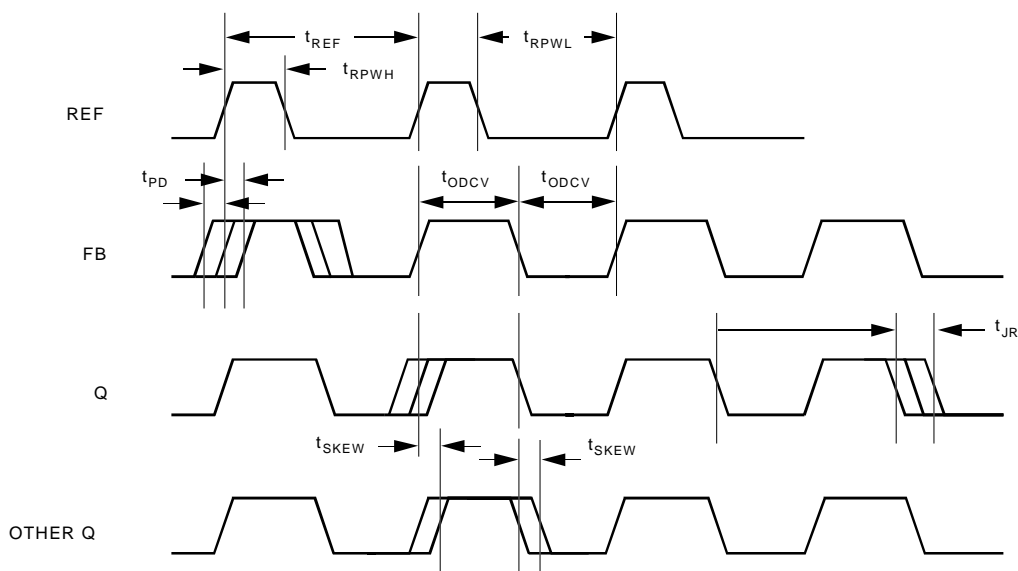 tREF
tRPWL
tRPWH
REF
tPD
tODCV
tODCV
FB
tJR
Q
tSKEW
tSKEW
OTHER Q